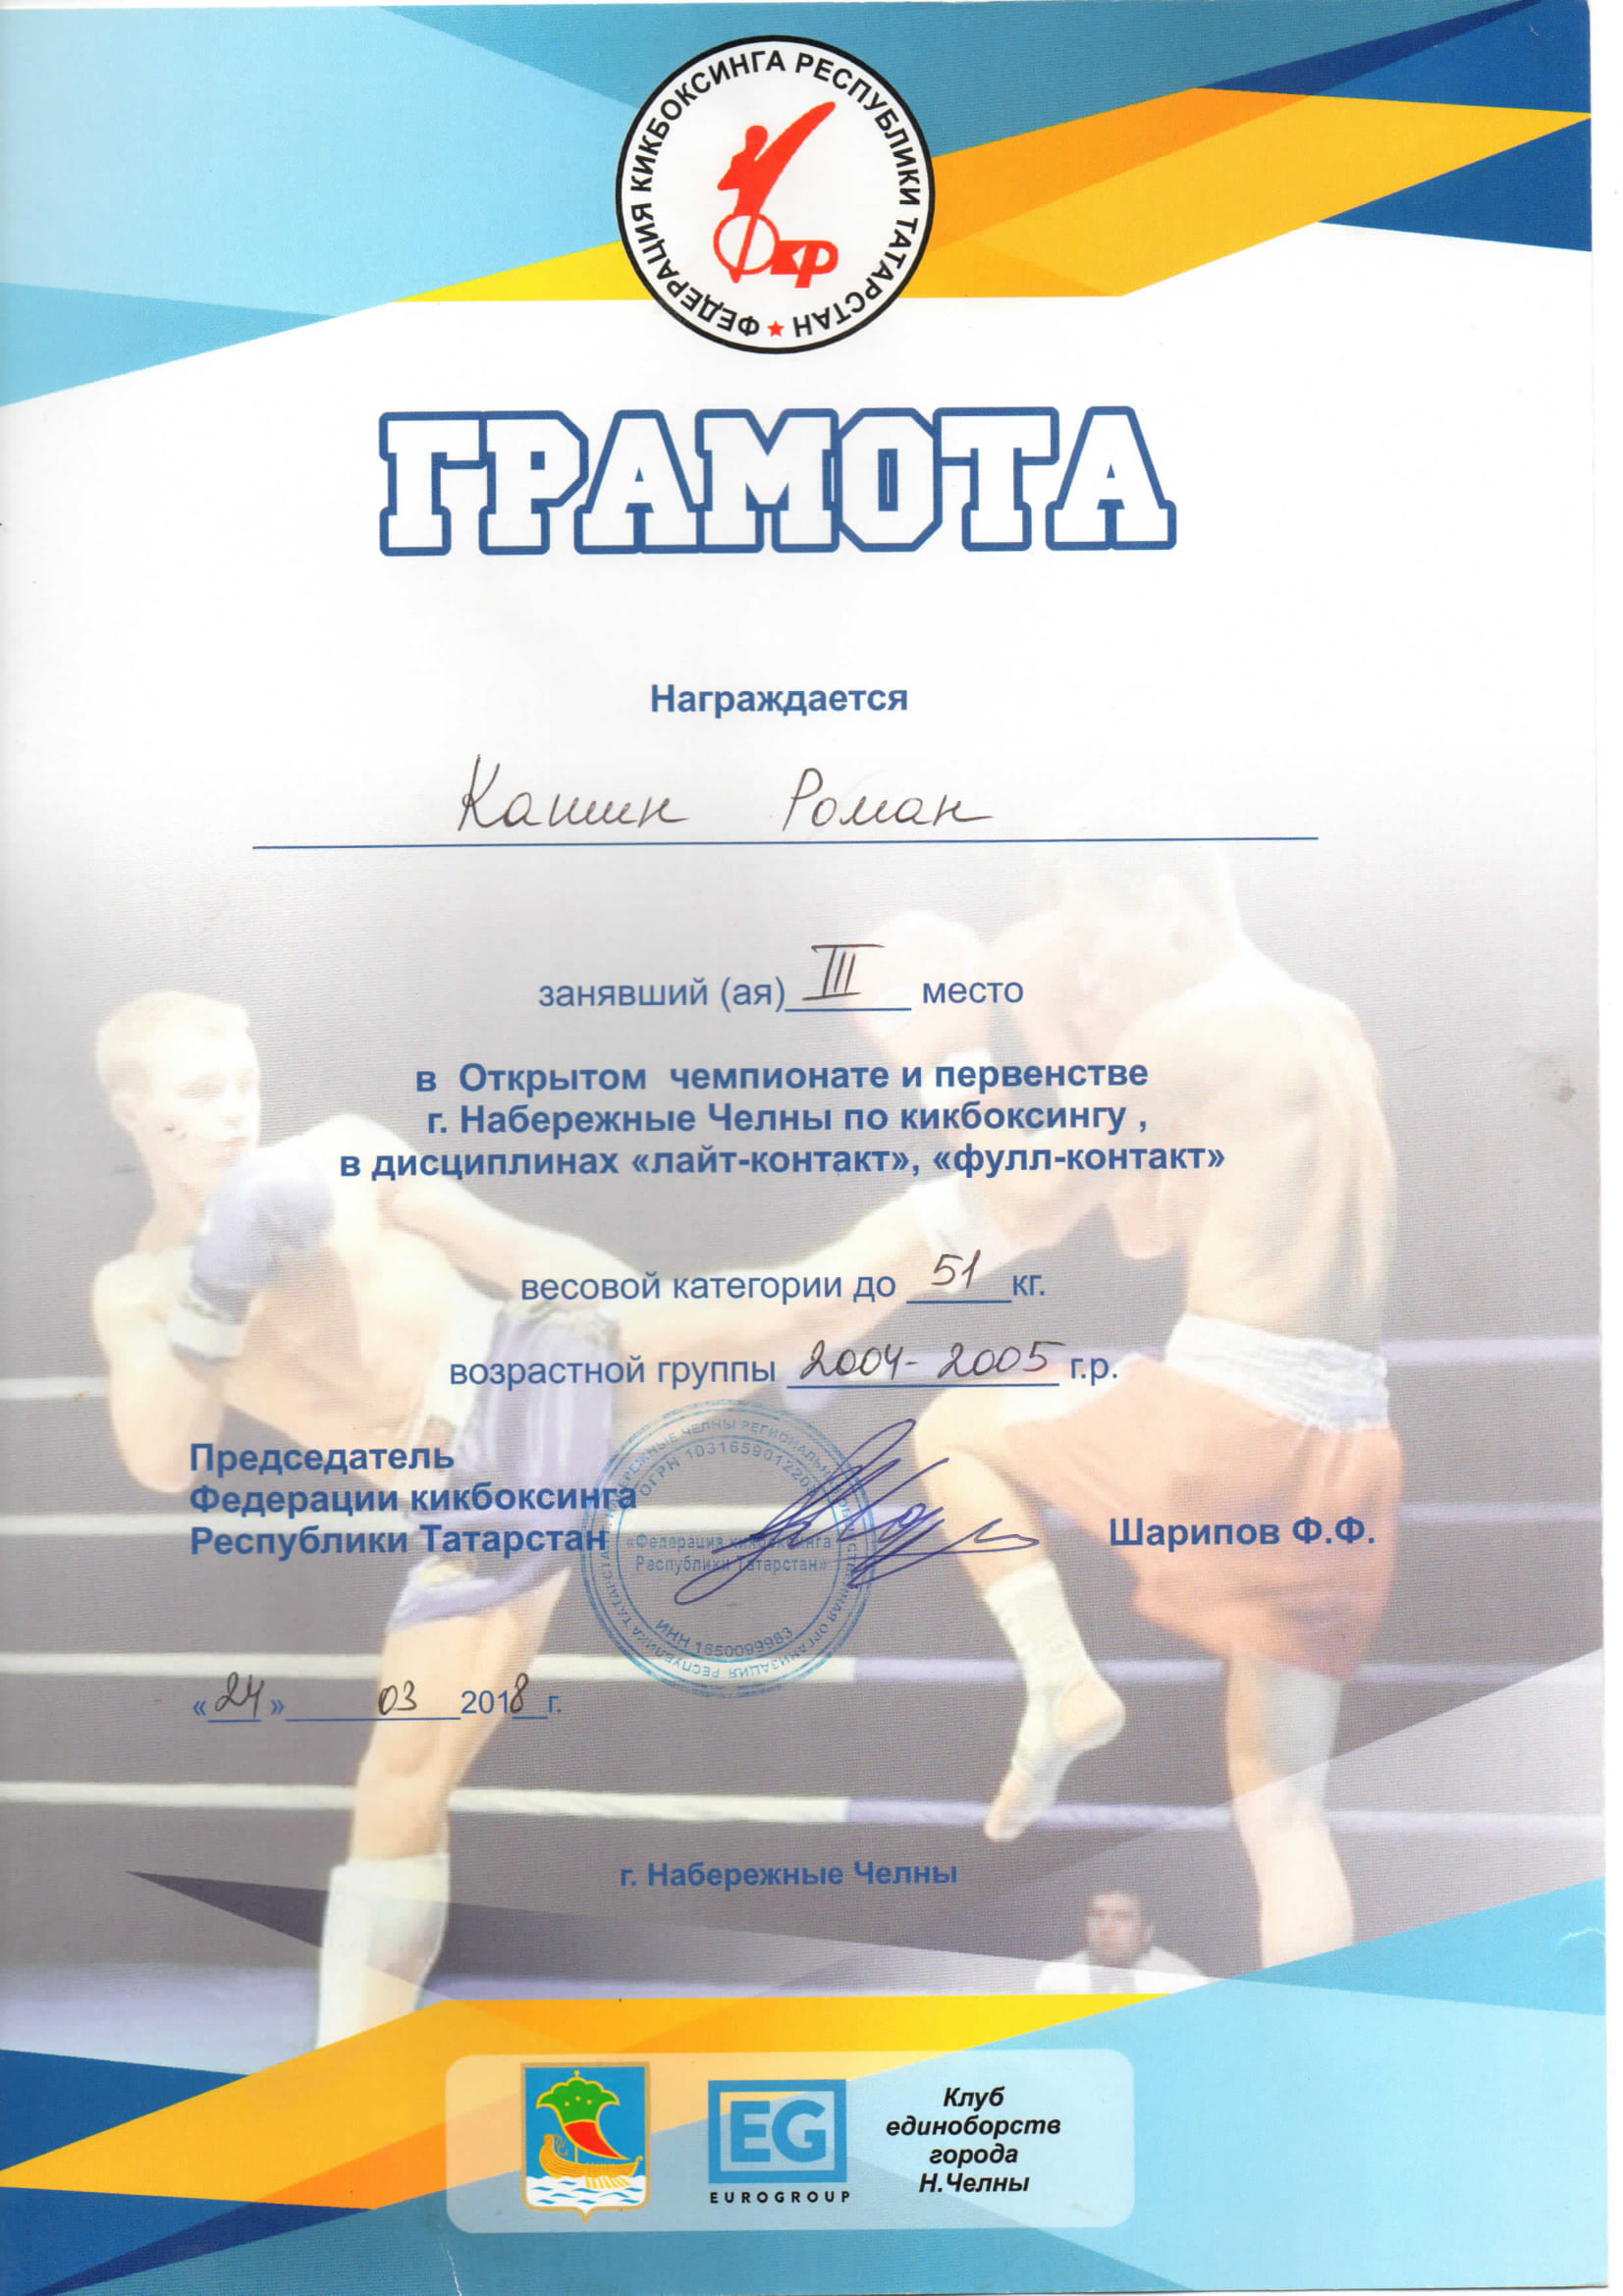 ФЕДЕРАЦИЯ КИКБОКСИНГА РЕСПУБЛИКИ ТАТАРСТАН
ФКР
ГРАМОТА
Награждается
Кашин Роман
занявший (ая) III место
в Открытом чемпионате и первенстве
г. Набережные Челны по кикбоксингу ,
в дисциплинах «лайт-контакт», «фулл-контакт»
весовой категории до 51 кг.
возрастной группы 2004-2005 г.р.
Председатель
Федерации кикбоксинга
Республики Татарстан
Шарипов Ф.Ф.
ОГРН
«Федерация кикбоксинга
Республики Татарстан»
ИНН 1650099983
«24» 03 2018 г.
г. Набережные Челны
EG
EUROGROUP
Клуб
единоборств
города
Н.Челны